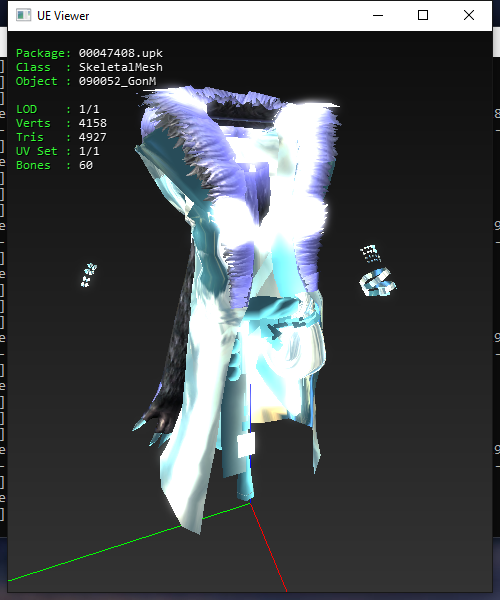 UE Viewer
Package: 00047408.upk
Class  : SkeletalMesh
Object : 090052_GonM
LOD    : 1/1
Verts  : 4158
Tris   : 4927
UV Set : 1/1
Bones  : 60